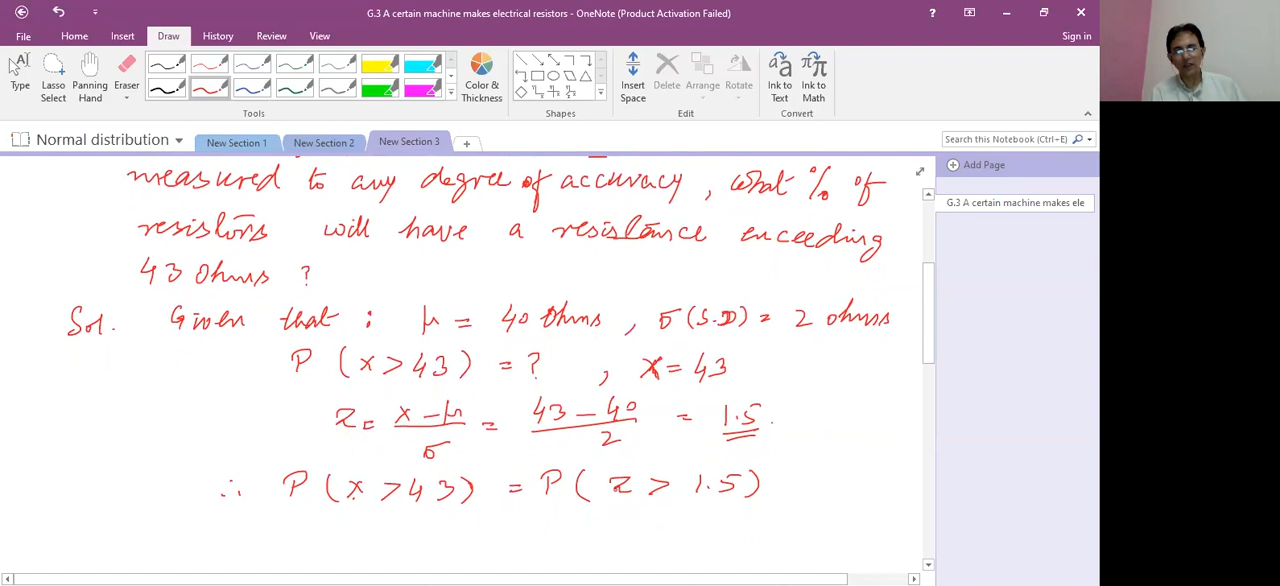 G.3 A certain machine makes electrical resistors - OneNote (Product Activation Failed)
?
File Home Insert Draw History Review View
Sign in
Type
Lasso Select
Panning Hand
Eraser
Color & Thickness
Insert Space
Delete
Arrange
Rotate
Ink to Text
Ink to Math
Tools
Shapes
Edit
Convert
Normal distribution
New Section 1
New Section 2
New Section 3
Search this Notebook (Ctrl+E)
Add Page
G.3 A certain machine makes ele
measured to any degree of accuracy, what % of
resistors will have a resistance exceeding
43 Ohms ?
Sol. Given that : μ = 40 Ohms, σ(S.D) = 2 ohms
P (x > 43) = ? , x = 43
z = x - μ / σ = 43 - 40 / 2 = 1.5
∴ P (x > 43) = P ( z > 1.5)